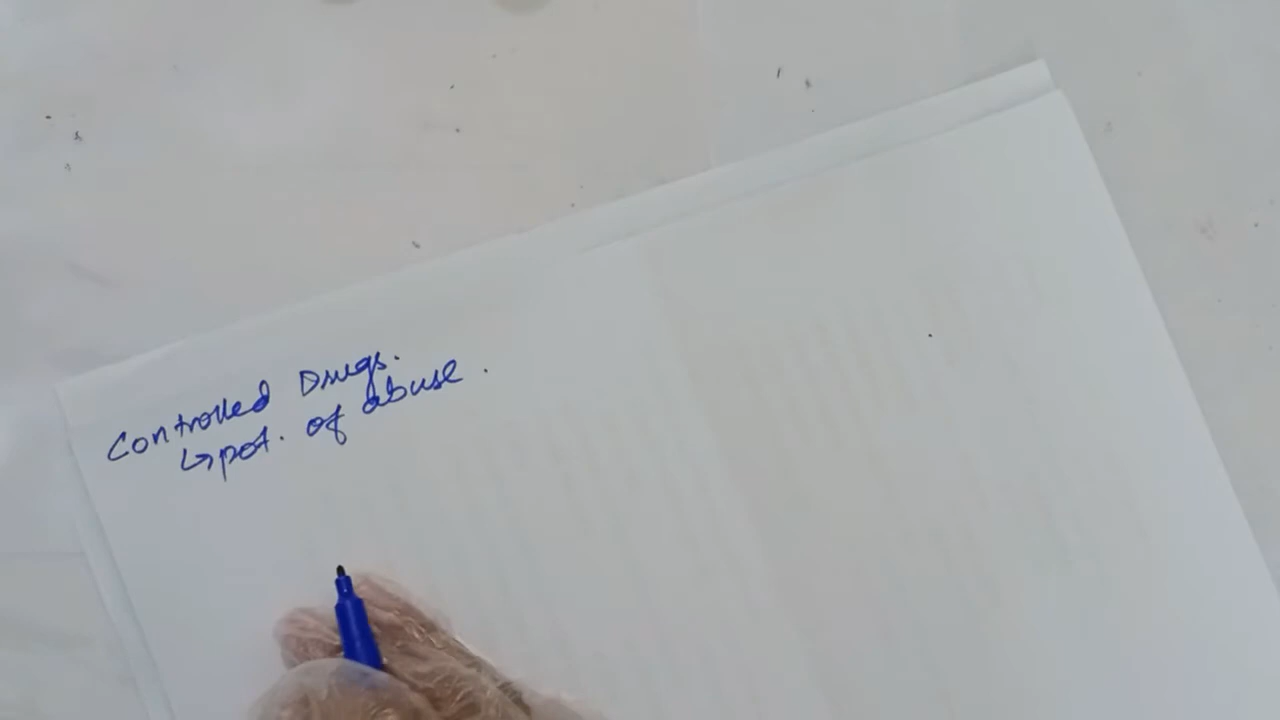 Controlled Drugs.
↳ pot. of abuse.